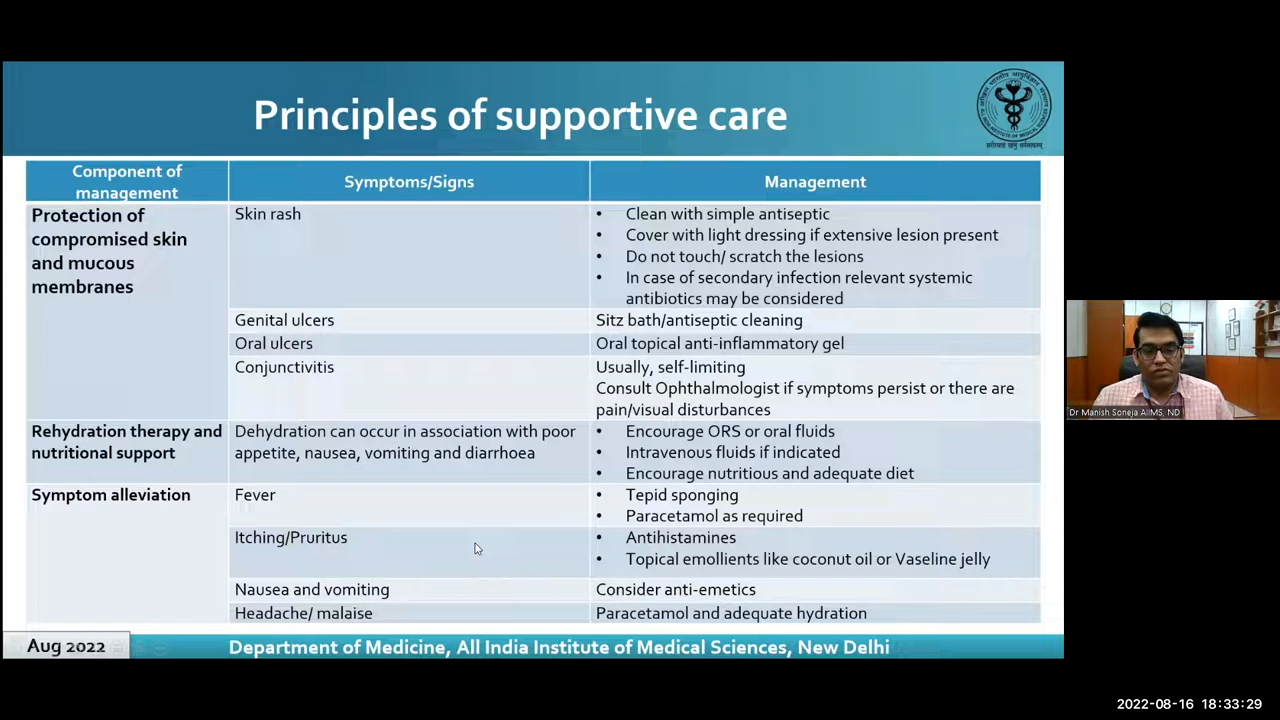 Principles of supportive care
Component of
management
Symptoms/Signs
Management
Protection of
compromised skin
and mucous
membranes
Skin rash
• Clean with simple antiseptic
• Cover with light dressing if extensive lesion present
• Do not touch/ scratch the lesions
• In case of secondary infection relevant systemic
antibiotics may be considered
Genital ulcers
Sitz bath/antiseptic cleaning
Oral ulcers
Oral topical anti-inflammatory gel
Conjunctivitis
Usually, self-limiting
Consult Ophthalmologist if symptoms persist or there are
pain/visual disturbances
Rehydration therapy and
nutritional support
Dehydration can occur in association with poor
appetite, nausea, vomiting and diarrhoea
• Encourage ORS or oral fluids
• Intravenous fluids if indicated
• Encourage nutritious and adequate diet
Symptom alleviation
Fever
• Tepid sponging
• Paracetamol as required
Itching/Pruritus
• Antihistamines
• Topical emollients like coconut oil or Vaseline jelly
Nausea and vomiting
Consider anti-emetics
Headache/ malaise
Paracetamol and adequate hydration
Aug 2022
Department of Medicine, All India Institute of Medical Sciences, New Delhi
Dr Manish Soneja AIIMS, ND
2022-08-16 18:33:29